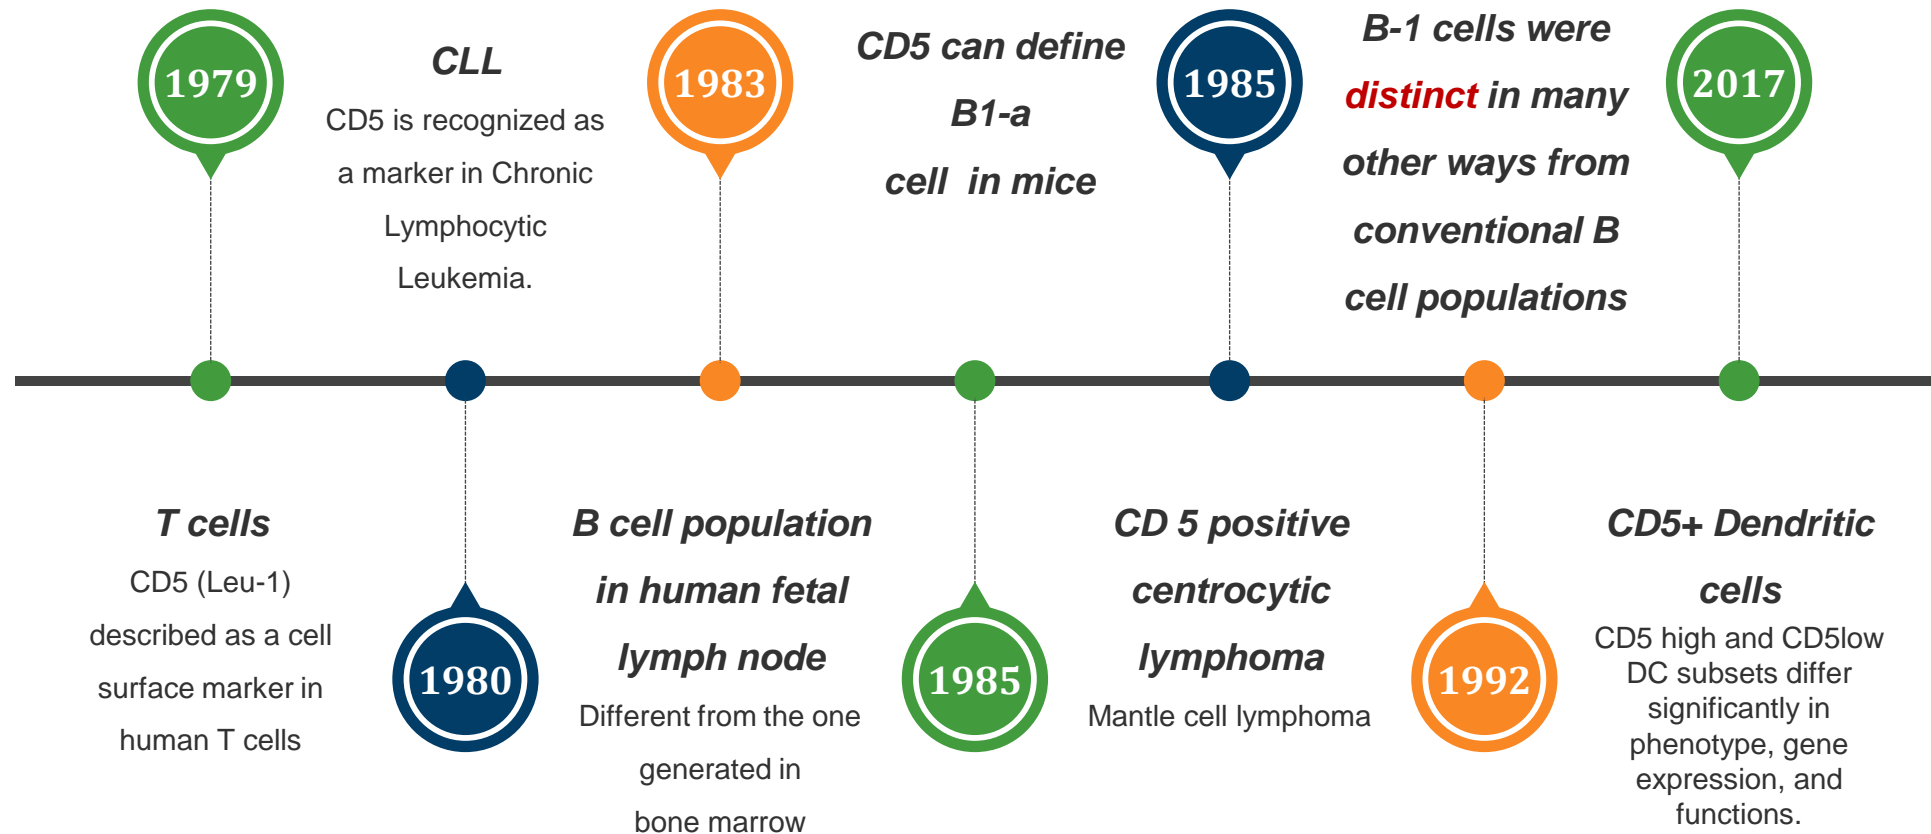 1979
T cells
CD5 (Leu-1)
described as a cell
surface marker in
human T cells
CLL
CD5 is recognized as
a marker in Chronic
Lymphocytic
Leukemia.
1980
1983
B cell population
in human fetal
lymph node
Different from the one
generated in
bone marrow
CD5 can define
B1-a
cell in mice
1985
1985
CD 5 positive
centrocytic
lymphoma
Mantle cell lymphoma
B-1 cells were
distinct in many
other ways from
conventional B
cell populations
1992
2017
CD5+ Dendritic
cells
CD5 high and CD5low
DC subsets differ
significantly in
phenotype, gene
expression, and
functions.